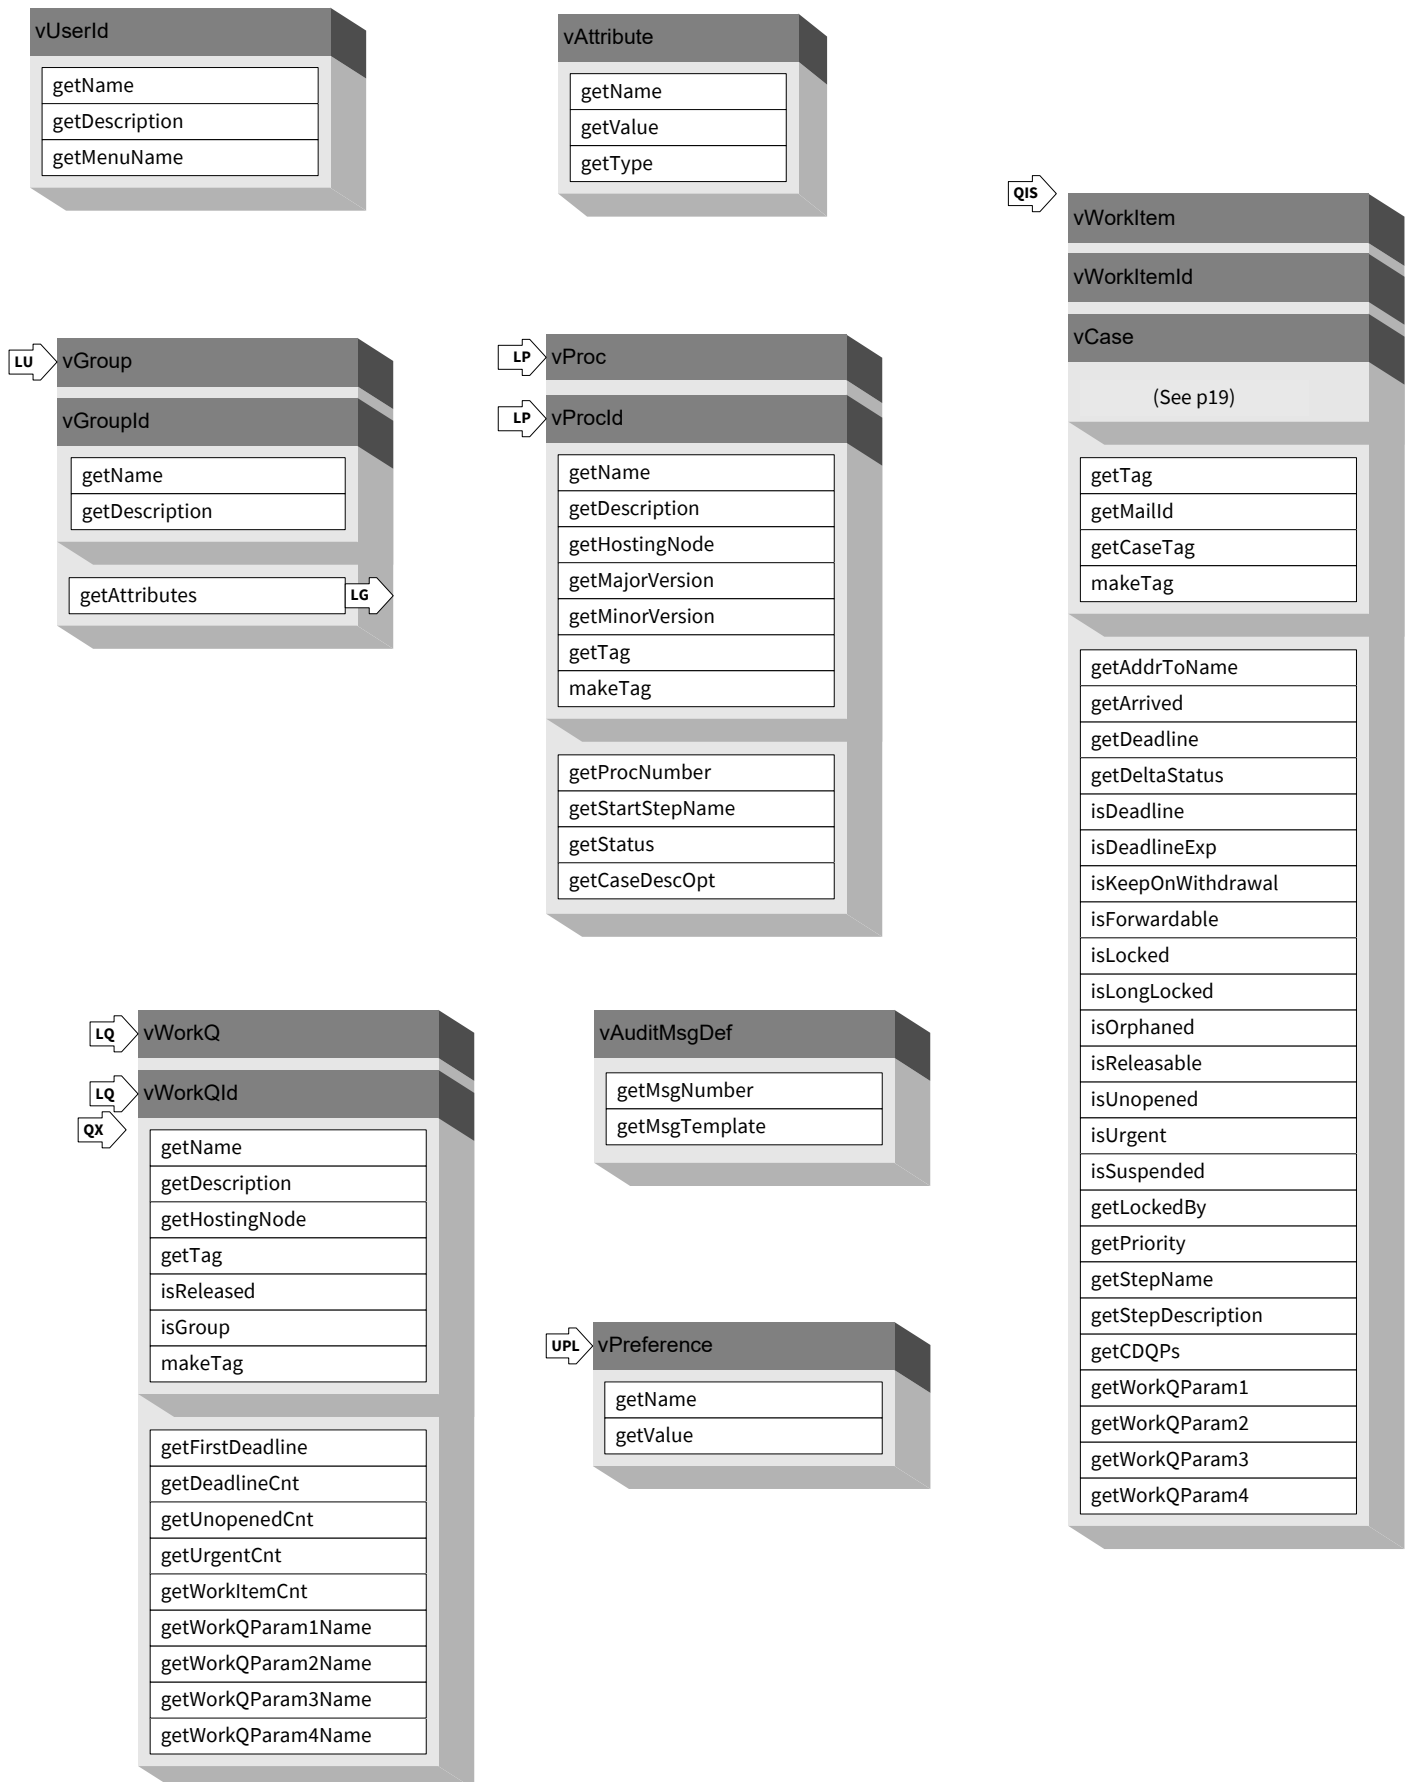 vUserId
getName
getDescription
getMenuName
vAttribute
getName
getValue
getType
QIS
vWorkItem
vWorkItemId
vCase
(See p19)
getTag
getMailId
getCaseTag
makeTag
getAddrToName
getArrived
getDeadline
getDeltaStatus
isDeadline
isDeadlineExp
isKeepOnWithdrawal
isForwardable
isLocked
isLongLocked
isOrphaned
isReleasable
isUnopened
isUrgent
isSuspended
getLockedBy
getPriority
getStepName
getStepDescription
getCDQPs
getWorkQParam1
getWorkQParam2
getWorkQParam3
getWorkQParam4
LU
vGroup
vGroupId
getName
getDescription
getAttributes
LG
LP
vProc
LP
vProcId
getName
getDescription
getHostingNode
getMajorVersion
getMinorVersion
getTag
makeTag
getProcNumber
getStartStepName
getStatus
getCaseDescOpt
LQ
vWorkQ
LQ
vWorkQId
QX
getName
getDescription
getHostingNode
getTag
isReleased
isGroup
makeTag
getFirstDeadline
getDeadlineCnt
getUnopenedCnt
getUrgentCnt
getWorkItemCnt
getWorkQParam1Name
getWorkQParam2Name
getWorkQParam3Name
getWorkQParam4Name
vAuditMsgDef
getMsgNumber
getMsgTemplate
UPL
vPreference
getName
getValue